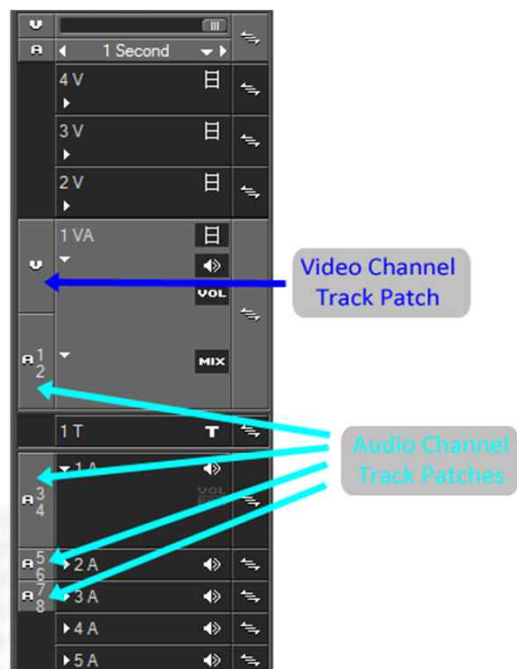 V
A 1 Second
4 V
3 V
2 V
1 VA
V
VOL
Video Channel
Track Patch
A 1
2
MIX
1 T T
Audio Channel
Track Patches
1 A
VOL
A 3
4
A 5
6
2 A
A 7
8
3 A
4 A
5 A